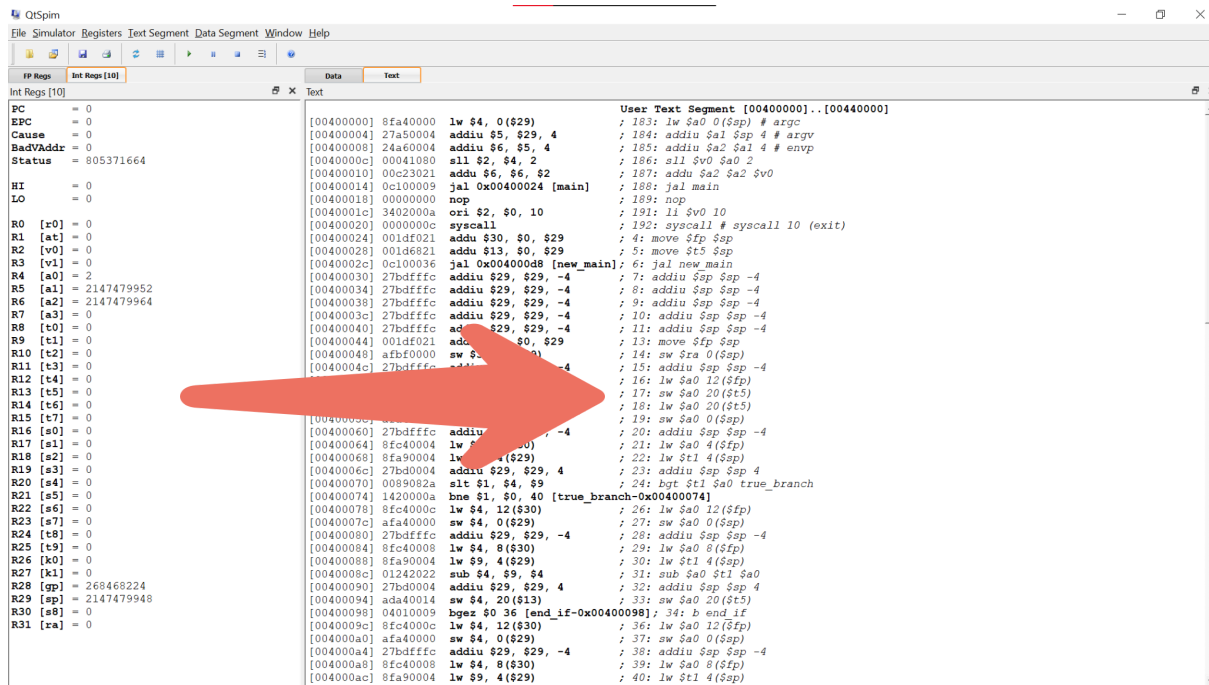 QtSpim
File Simulator Registers Text Segment Data Segment Window Help
FP Regs Int Regs [10]
Int Regs [10]
PC = 0
EPC = 0
Cause = 0
BadVAddr = 0
Status = 805371664
HI = 0
LO = 0
R0 [r0] = 0
R1 [at] = 0
R2 [v0] = 0
R3 [v1] = 0
R4 [a0] = 2
R5 [a1] = 2147479952
R6 [a2] = 2147479964
R7 [a3] = 0
R8 [t0] = 0
R9 [t1] = 0
R10 [t2] = 0
R11 [t3] = 0
R12 [t4] = 0
R13 [t5] = 0
R14 [t6] = 0
R15 [t7] = 0
R16 [s0] = 0
R17 [s1] = 0
R18 [s2] = 0
R19 [s3] = 0
R20 [s4] = 0
R21 [s5] = 0
R22 [s6] = 0
R23 [s7] = 0
R24 [t8] = 0
R25 [t9] = 0
R26 [k0] = 0
R27 [k1] = 0
R28 [gp] = 268468224
R29 [sp] = 2147479948
R30 [s8] = 0
R31 [ra] = 0
Data Text
Text
User Text Segment [00400000]..[00440000]
[00400000] 8fa40000 lw $4, 0($29) ; 183: lw $a0 0($sp) # argc
[00400004] 27a50004 addiu $5, $29, 4 ; 184: addiu $a1 $sp 4 # argv
[00400008] 24a60004 addiu $6, $5, 4 ; 185: addiu $a2 $a1 4 # envp
[0040000c] 00041080 sll $2, $4, 2 ; 186: sll $v0 $a0 2
[00400010] 00c23021 addu $6, $6, $2 ; 187: addu $a2 $a2 $v0
[00400014] 0c100009 jal 0x00400024 [main] ; 188: jal main
[00400018] 00000000 nop ; 189: nop
[0040001c] 3402000a ori $2, $0, 10 ; 191: li $v0 10
[00400020] 0000000c syscall ; 192: syscall # syscall 10 (exit)
[00400024] 001df021 addu $30, $0, $29 ; 4: move $fp $sp
[00400028] 001d6821 addu $13, $0, $29 ; 5: move $t5 $sp
[0040002c] 0c100036 jal 0x004000d8 [new_main]; 6: jal new_main
[00400030] 27bdfffc addiu $29, $29, -4 ; 7: addiu $sp $sp -4
[00400034] 27bdfffc addiu $29, $29, -4 ; 8: addiu $sp $sp -4
[00400038] 27bdfffc addiu $29, $29, -4 ; 9: addiu $sp $sp -4
[0040003c] 27bdfffc addiu $29, $29, -4 ; 10: addiu $sp $sp -4
[00400040] 27bdfffc $29, $29, -4 ; 11: addiu $sp $sp -4
[00400044] 001df021 $0, $29 ; 13: move $fp $sp
[00400048] afbf0000 sw ; 14: sw $ra 0($sp)
[0040004c] 27bdfffc -4 ; 15: addiu $sp $sp -4
; 16: lw $a0 12($fp)
; 17: sw $a0 20($t5)
; 18: lw $a0 20($t5)
; 19: sw $a0 0($sp)
[00400060] 27bdfffc addiu -4 ; 20: addiu $sp $sp -4
[00400064] 8fc40004 lw ; 21: lw $a0 4($fp)
[00400068] 8fa90004 4($29) ; 22: lw $t1 4($sp)
[0040006c] 27bd0004 addiu $29, $29, 4 ; 23: addiu $sp $sp 4
[00400070] 0089082a slt $1, $4, $9 ; 24: bgt $t1 $a0 true_branch
[00400074] 1420000a bne $1, $0, 40 [true_branch-0x00400074]
[00400078] 8fc4000c lw $4, 12($30) ; 26: lw $a0 12($fp)
[0040007c] afa40000 sw $4, 0($29) ; 27: sw $a0 0($sp)
[00400080] 27bdfffc addiu $29, $29, -4 ; 28: addiu $sp $sp -4
[00400084] 8fc40008 lw $4, 8($30) ; 29: lw $a0 8($fp)
[00400088] 8fa90004 lw $9, 4($29) ; 30: lw $t1 4($sp)
[0040008c] 01242022 sub $4, $9, $4 ; 31: sub $a0 $t1 $a0
[00400090] 27bd0004 addiu $29, $29, 4 ; 32: addiu $sp $sp 4
[00400094] ada40014 sw $4, 20($13) ; 33: sw $a0 20($t5)
[00400098] 04010009 bgez $0 36 [end_if-0x00400098]; 34: b end_if
[0040009c] 8fc4000c lw $4, 12($30) ; 36: lw $a0 12($fp)
[004000a0] afa40000 sw $4, 0($29) ; 37: sw $a0 0($sp)
[004000a4] 27bdfffc addiu $29, $29, -4 ; 38: addiu $sp $sp -4
[004000a8] 8fc40008 lw $4, 8($30) ; 39: lw $a0 8($fp)
[004000ac] 8fa90004 lw $9, 4($29) ; 40: lw $t1 4($sp)